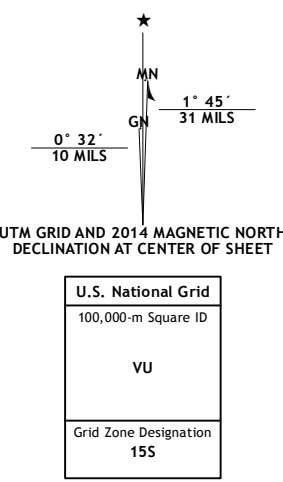 ★
MN
1° 45´
31 MILS
GN
0° 32´
10 MILS
UTM GRID AND 2014 MAGNETIC NORTH
DECLINATION AT CENTER OF SHEET
U.S. National Grid
100,000-m Square ID
VU
Grid Zone Designation
15S